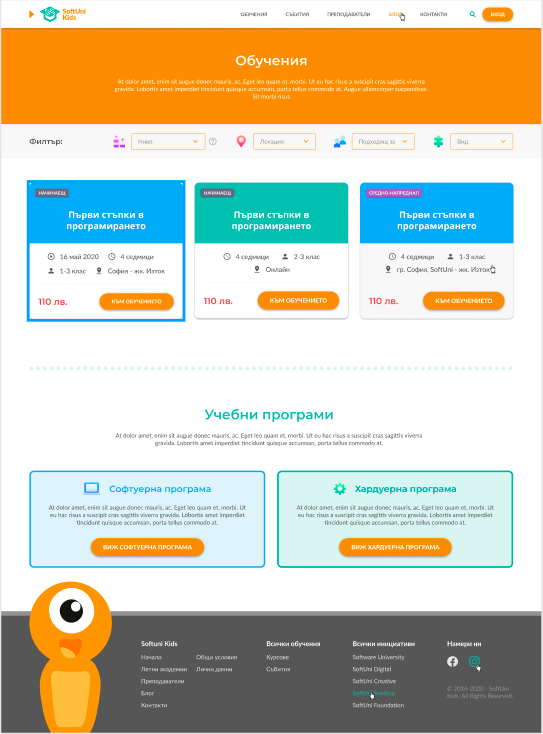 SoftUni
Kids
ОБУЧЕНИЯ СЪБИТИЯ ПРЕПОДАВАТЕЛИ БЛОГ КОНТАКТИ ВХОД
Обучения
At dolor amet, enim sit augue donec mauris, ac. Eget leo quam et, morbi. Ut eu hac risus a suscipit cras sagittis viverra
gravida. Lobortis amet imperdiet tincidunt quisque accumsan, porta tellus commodo at. Augue ullamcorper suspendisse.
Sit morbi risus
Филтър: Ниво Локация Подходящ за Вид
НАЧИНАЕЩ
Първи стъпки в
програмирането
16 май 2020 4 седмици
1-3 клас София - жк. Изток
110 лв. КЪМ ОБУЧЕНИЕТО
НАЧИНАЕЩ
Първи стъпки в
програмирането
4 седмици 2-3 клас
Онлайн
110 лв. КЪМ ОБУЧЕНИЕТО
СРЕДНО-НАПРЕДНАЛ
Първи стъпки в
програмирането
4 седмици 1-3 клас
гр. София, SoftUni - жк. Изток
110 лв. КЪМ ОБУЧЕНИЕТО
Учебни програми
At dolor amet, enim sit augue donec mauris, ac. Eget leo quam et, morbi. Ut eu hac risus a suscipit cras sagittis viverra
gravida. Lobortis amet imperdiet tincidunt quisque accumsan, porta tellus commodo at.
Софтуерна програма
At dolor amet, enim sit augue donec mauris, ac. Eget leo quam et, morbi. Ut
eu hac risus a suscipit cras sagittis viverra gravida. Lobortis amet imperdiet
tincidunt quisque accumsan, porta tellus commodo at.
ВИЖ СОФТУЕРНА ПРОГРАМА
Хардуерна програма
At dolor amet, enim sit augue donec mauris, ac. Eget leo quam et, morbi. Ut
eu hac risus a suscipit cras sagittis viverra gravida. Lobortis amet imperdiet
tincidunt quisque accumsan, porta tellus commodo at.
ВИЖ ХАРДУЕРНА ПРОГРАМА
Softuni Kids
Начало
Летни академии
Преподаватели
Блог
Контакти
Общи условия
Лични данни
Всички обучения
Курсове
Събития
Всички инициативи
Software University
SoftUni Digital
SoftUni Creative
SoftUni
SoftUni Foundation
Намери ни
© 2016-2020 - SoftUni
Kids. All Rights Reserved.